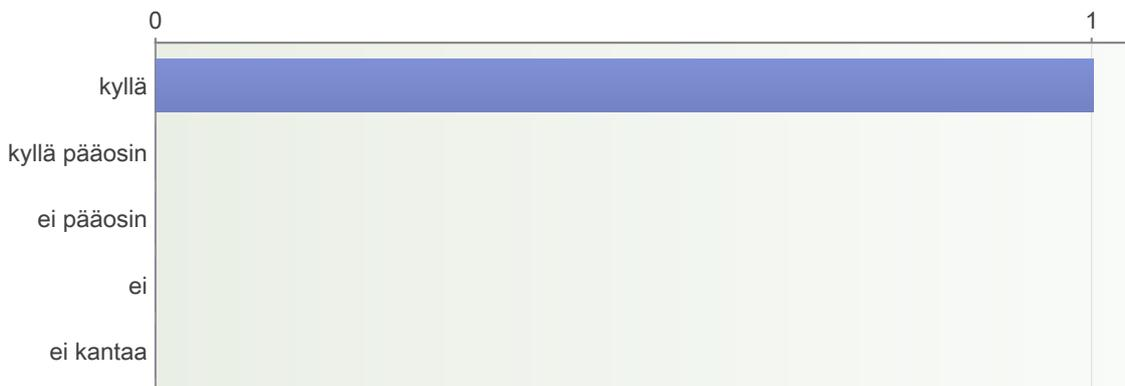 0 1
kyllä
kyllä pääosin
ei pääosin
ei
ei kantaa